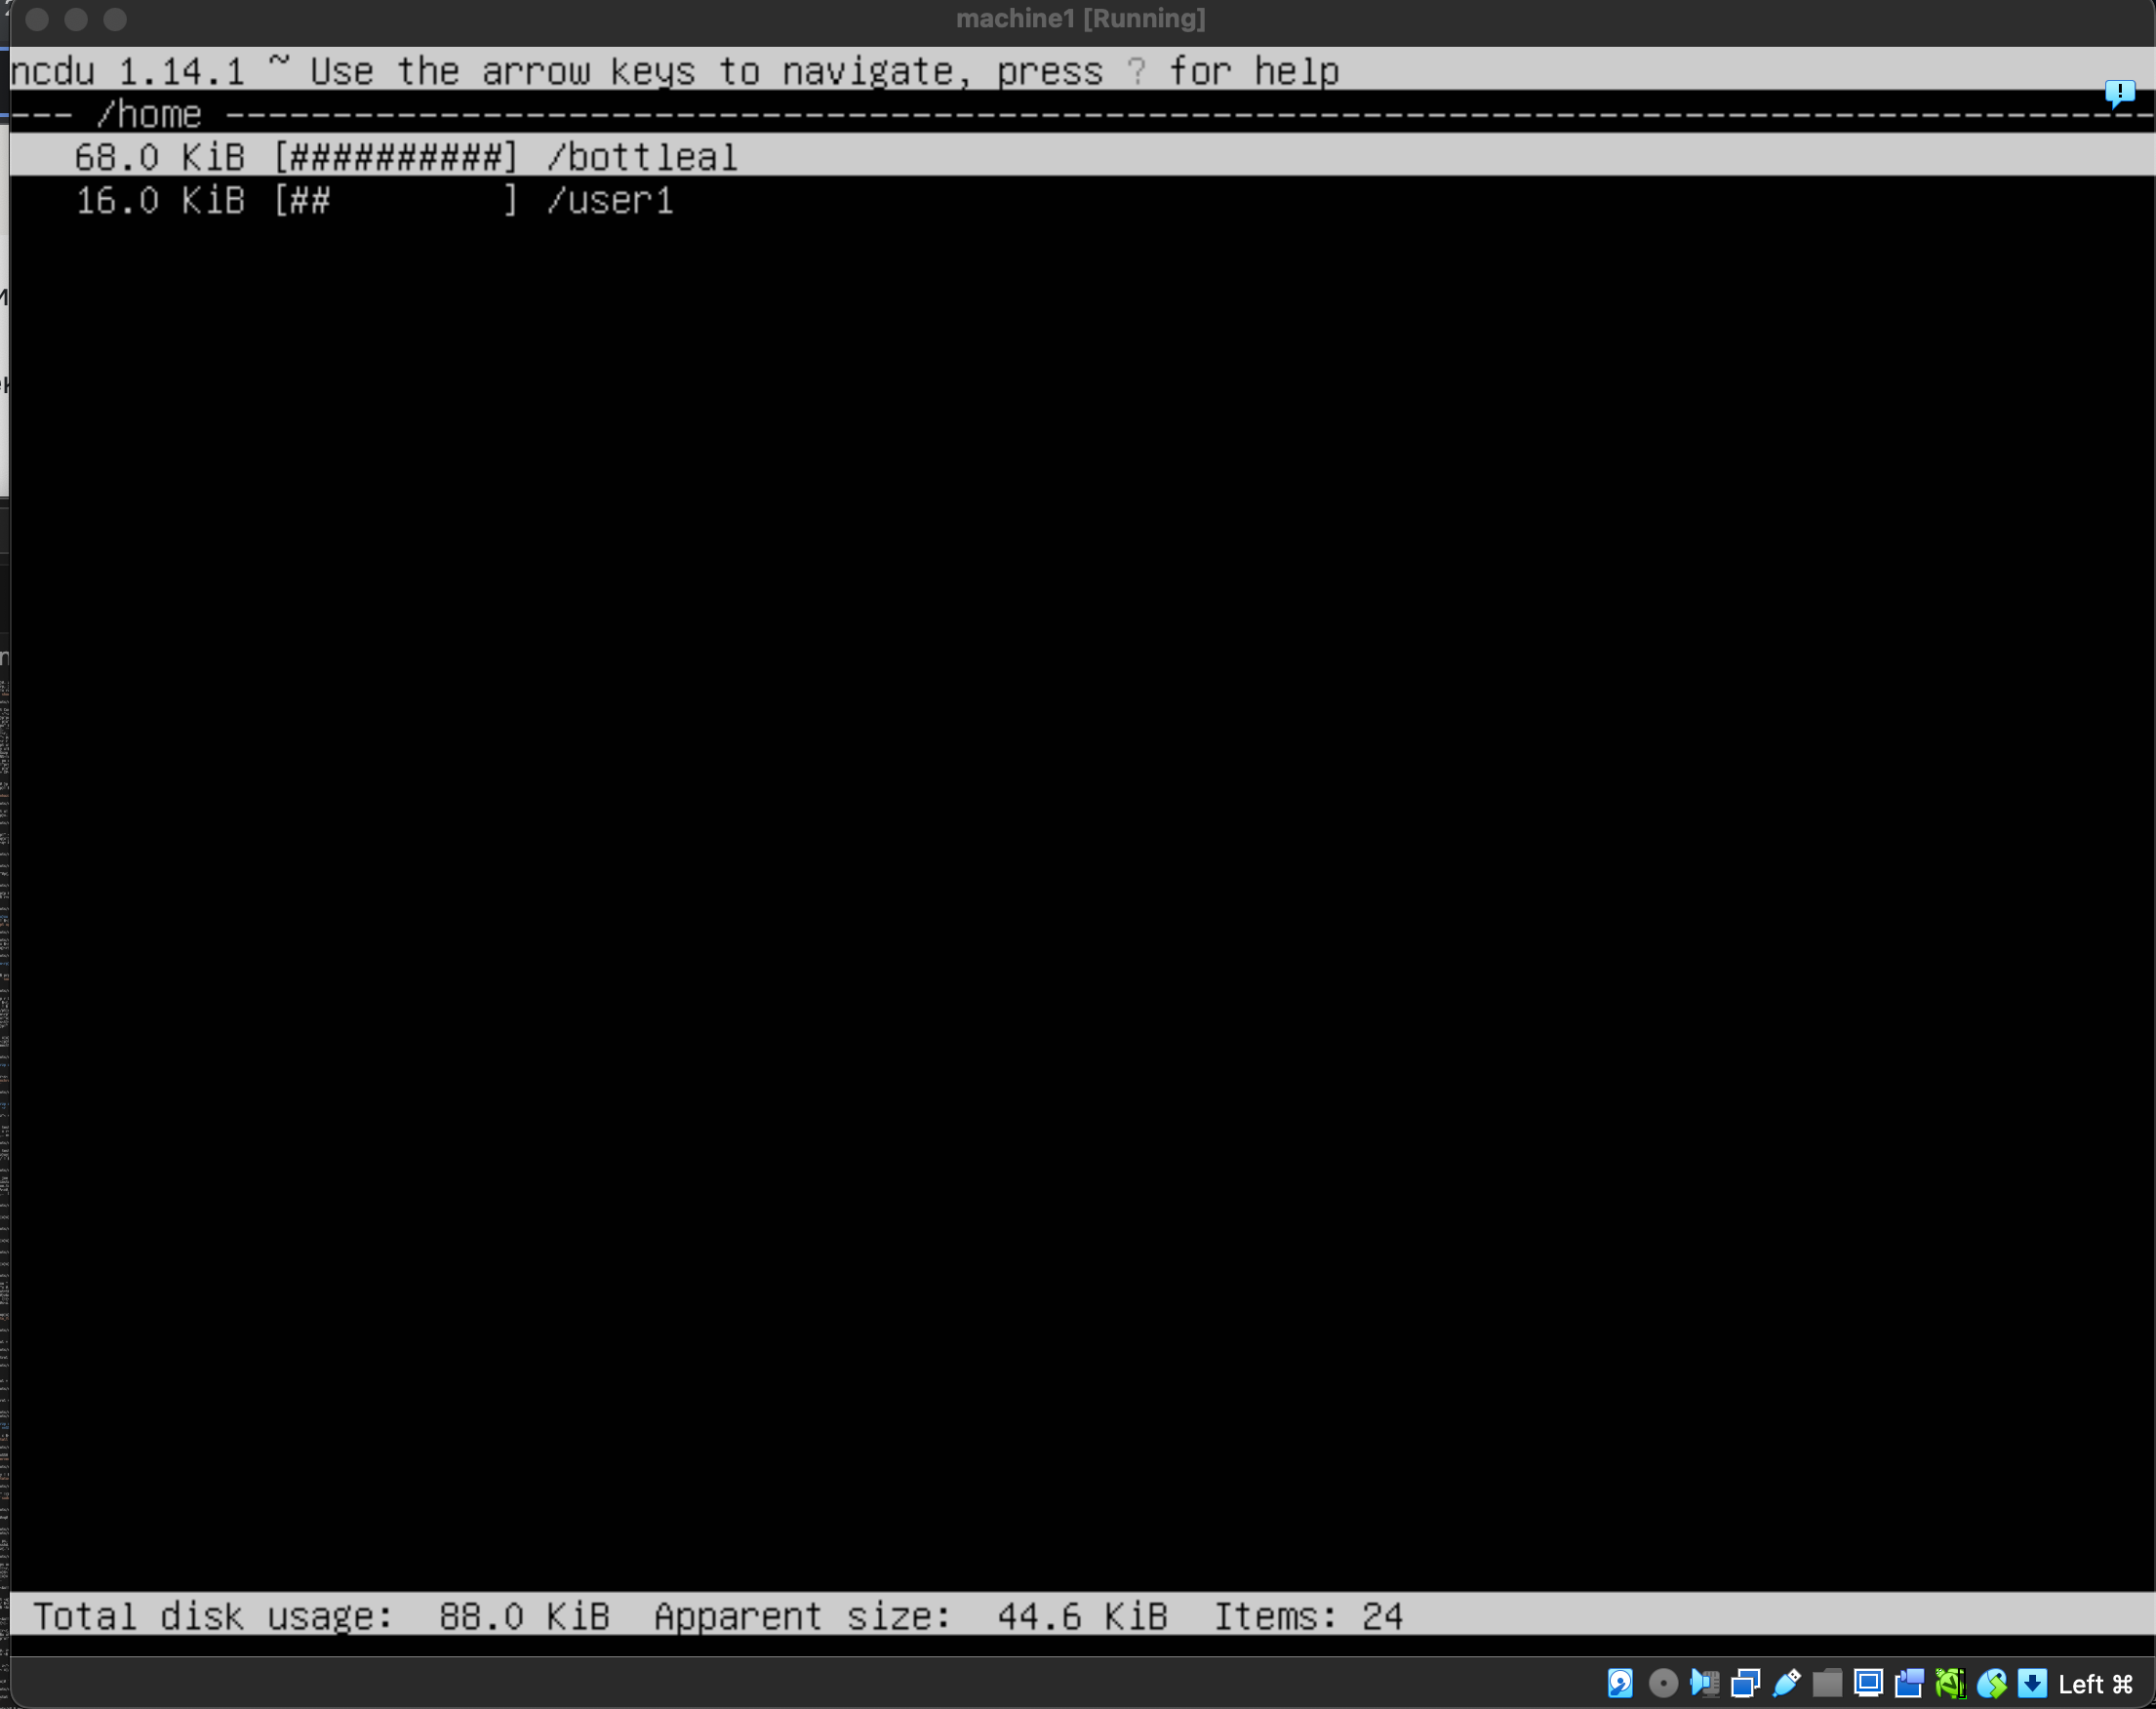 machine1 [Running]
ncdu 1.14.1 ~ Use the arrow keys to navigate, press ? for help
--- /home ------------------------------------------------------------------------------------------
68.0 KiB [##########] /bottleal
16.0 KiB [##        ] /user1
Total disk usage:  88.0 KiB  Apparent size:  44.6 KiB  Items: 24
Left ⌘